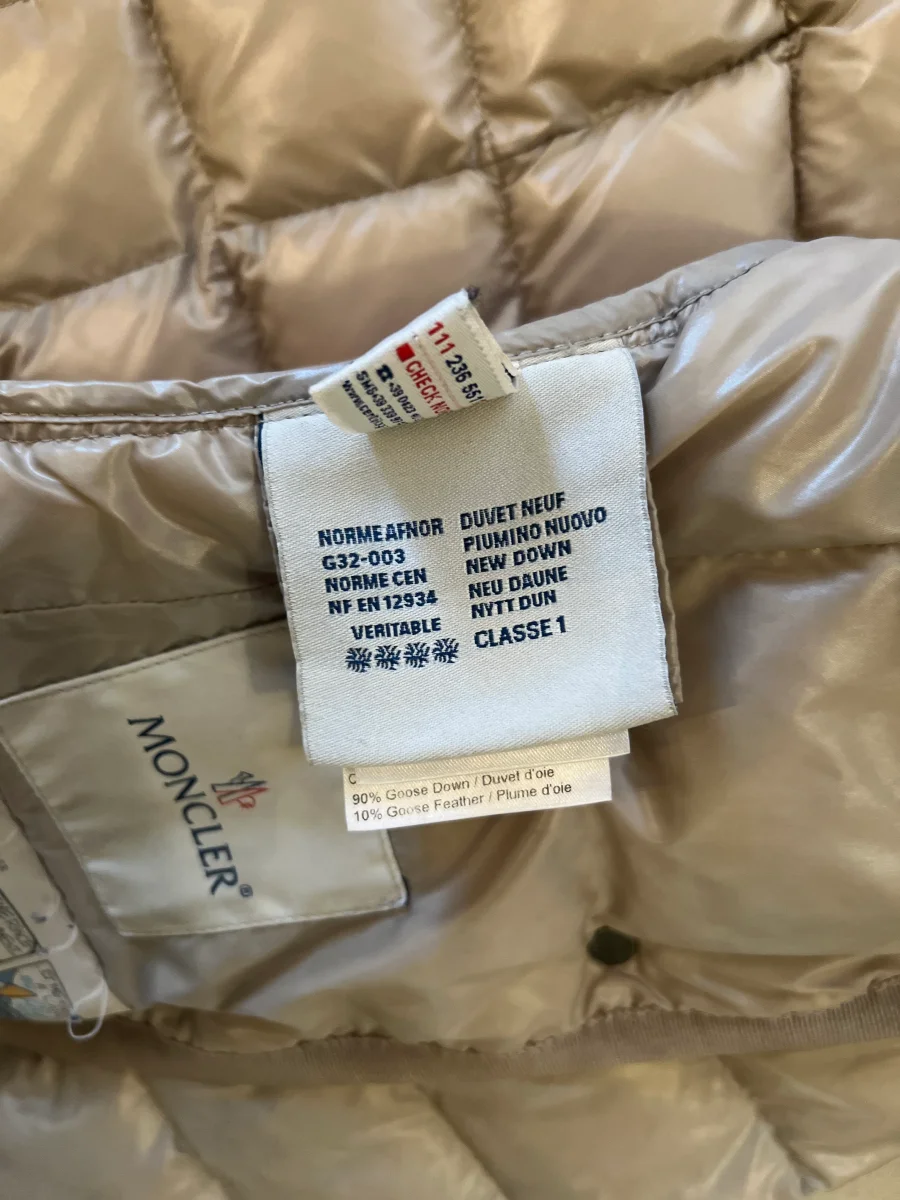 111 236 55
CHECK
NORME AFNOR
G32-003
NORME CEN
NF EN 12934
VERITABLE
DUVET NEUF
PIUMINO NUOVO
NEW DOWN
NEU DAUNE
NYTT DUN
CLASSE 1
C
90% Goose Down / Duvet d'oie
10% Goose Feather / Plume d'oie
MONCLER®